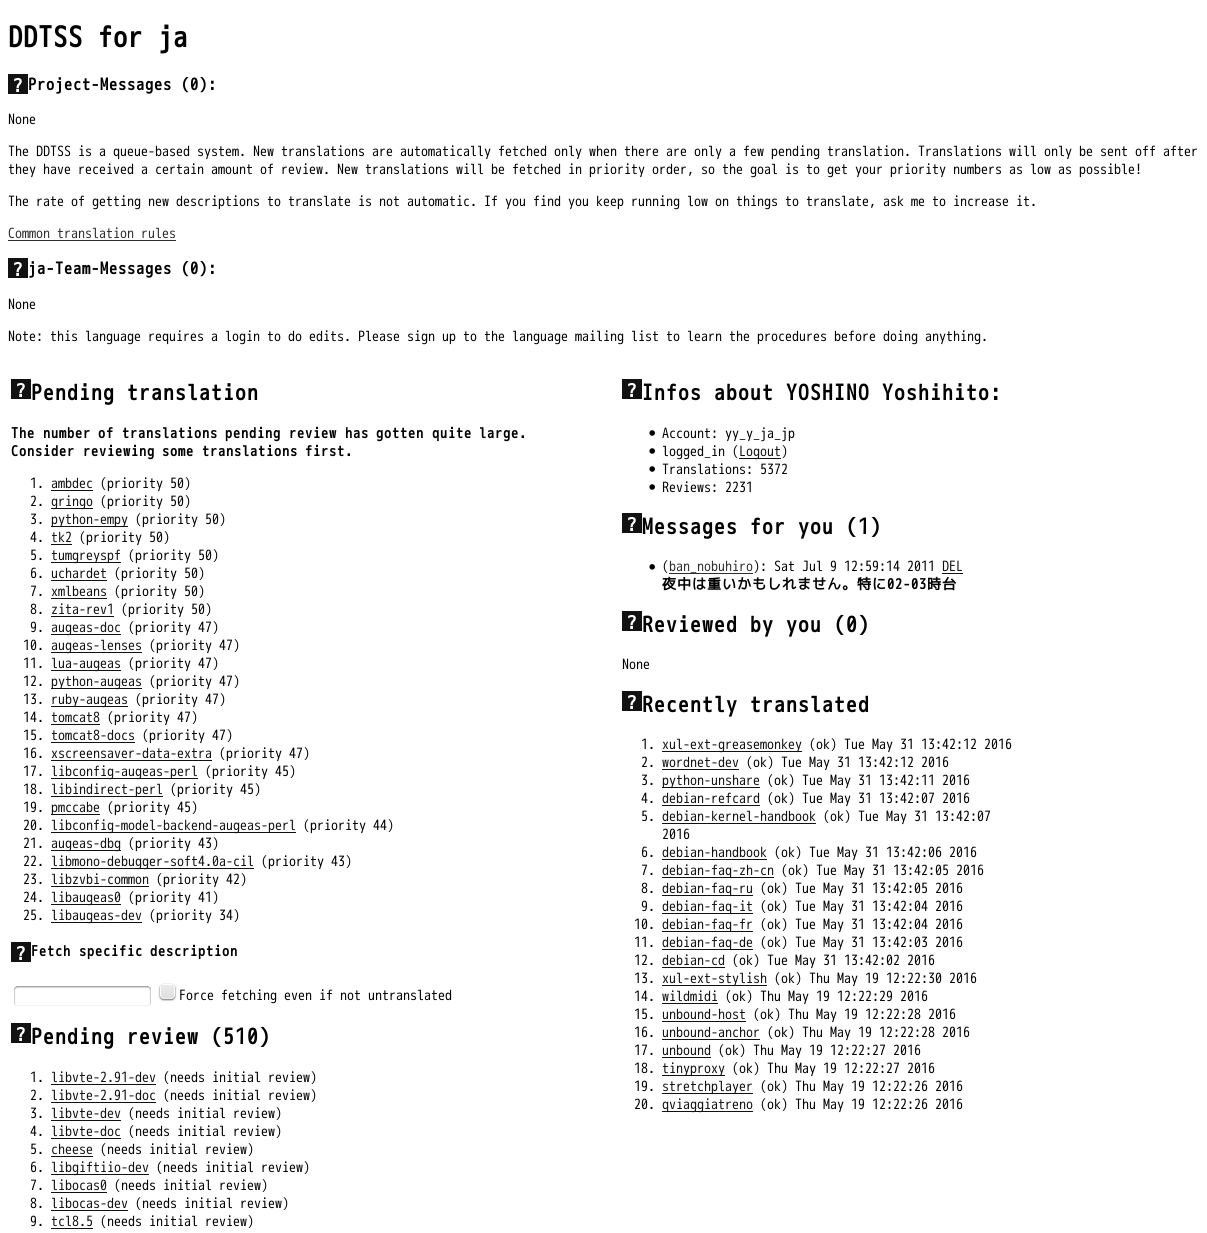 DDTSS for ja
?Project-Messages (0):
None
The DDTSS is a queue-based system. New translations are automatically fetched only when there are only a few pending translation. Translations will only be sent off after
they have received a certain amount of review. New translations will be fetched in priority order, so the goal is to get your priority numbers as low as possible!
The rate of getting new descriptions to translate is not automatic. If you find you keep running low on things to translate, ask me to increase it.
Common translation rules
?ja-Team-Messages (0):
None
Note: this language requires a login to do edits. Please sign up to the language mailing list to learn the procedures before doing anything.
?Pending translation
The number of translations pending review has gotten quite large.
Consider reviewing some translations first.
1. ambdec (priority 50)
2. gringo (priority 50)
3. python-empy (priority 50)
4. tk2 (priority 50)
5. tumgreyspf (priority 50)
6. uchardet (priority 50)
7. xmlbeans (priority 50)
8. zita-rev1 (priority 50)
9. augeas-doc (priority 47)
10. augeas-lenses (priority 47)
11. lua-augeas (priority 47)
12. python-augeas (priority 47)
13. ruby-augeas (priority 47)
14. tomcat8 (priority 47)
15. tomcat8-docs (priority 47)
16. xscreensaver-data-extra (priority 47)
17. libconfig-augeas-perl (priority 45)
18. libindirect-perl (priority 45)
19. pmccabe (priority 45)
20. libconfig-model-backend-augeas-perl (priority 44)
21. augeas-dbg (priority 43)
22. libmono-debugger-soft4.0a-cil (priority 43)
23. libzvbi-common (priority 42)
24. libaugeas0 (priority 41)
25. libaugeas-dev (priority 34)
?Fetch specific description
Force fetching even if not untranslated
?Pending review (510)
1. libvte-2.91-dev (needs initial review)
2. libvte-2.91-doc (needs initial review)
3. libvte-dev (needs initial review)
4. libvte-doc (needs initial review)
5. cheese (needs initial review)
6. libgiftiio-dev (needs initial review)
7. libocas0 (needs initial review)
8. libocas-dev (needs initial review)
9. tcl8.5 (needs initial review)
?Infos about YOSHINO Yoshihito:
• Account: yy_y_ja_jp
• logged_in (Logout)
• Translations: 5372
• Reviews: 2231
?Messages for you (1)
• (ban_nobuhiro): Sat Jul 9 12:59:14 2011 DEL
夜中は重いかもしれません。特に02-03時台
?Reviewed by you (0)
None
?Recently translated
1. xul-ext-greasemonkey (ok) Tue May 31 13:42:12 2016
2. wordnet-dev (ok) Tue May 31 13:42:12 2016
3. python-unshare (ok) Tue May 31 13:42:11 2016
4. debian-refcard (ok) Tue May 31 13:42:07 2016
5. debian-kernel-handbook (ok) Tue May 31 13:42:07
2016
6. debian-handbook (ok) Tue May 31 13:42:06 2016
7. debian-faq-zh-cn (ok) Tue May 31 13:42:05 2016
8. debian-faq-ru (ok) Tue May 31 13:42:05 2016
9. debian-faq-it (ok) Tue May 31 13:42:04 2016
10. debian-faq-fr (ok) Tue May 31 13:42:04 2016
11. debian-faq-de (ok) Tue May 31 13:42:03 2016
12. debian-cd (ok) Tue May 31 13:42:02 2016
13. xul-ext-stylish (ok) Thu May 19 12:22:30 2016
14. wildmidi (ok) Thu May 19 12:22:29 2016
15. unbound-host (ok) Thu May 19 12:22:28 2016
16. unbound-anchor (ok) Thu May 19 12:22:28 2016
17. unbound (ok) Thu May 19 12:22:27 2016
18. tinyproxy (ok) Thu May 19 12:22:27 2016
19. stretchplayer (ok) Thu May 19 12:22:26 2016
20. qviaggiatreno (ok) Thu May 19 12:22:26 2016